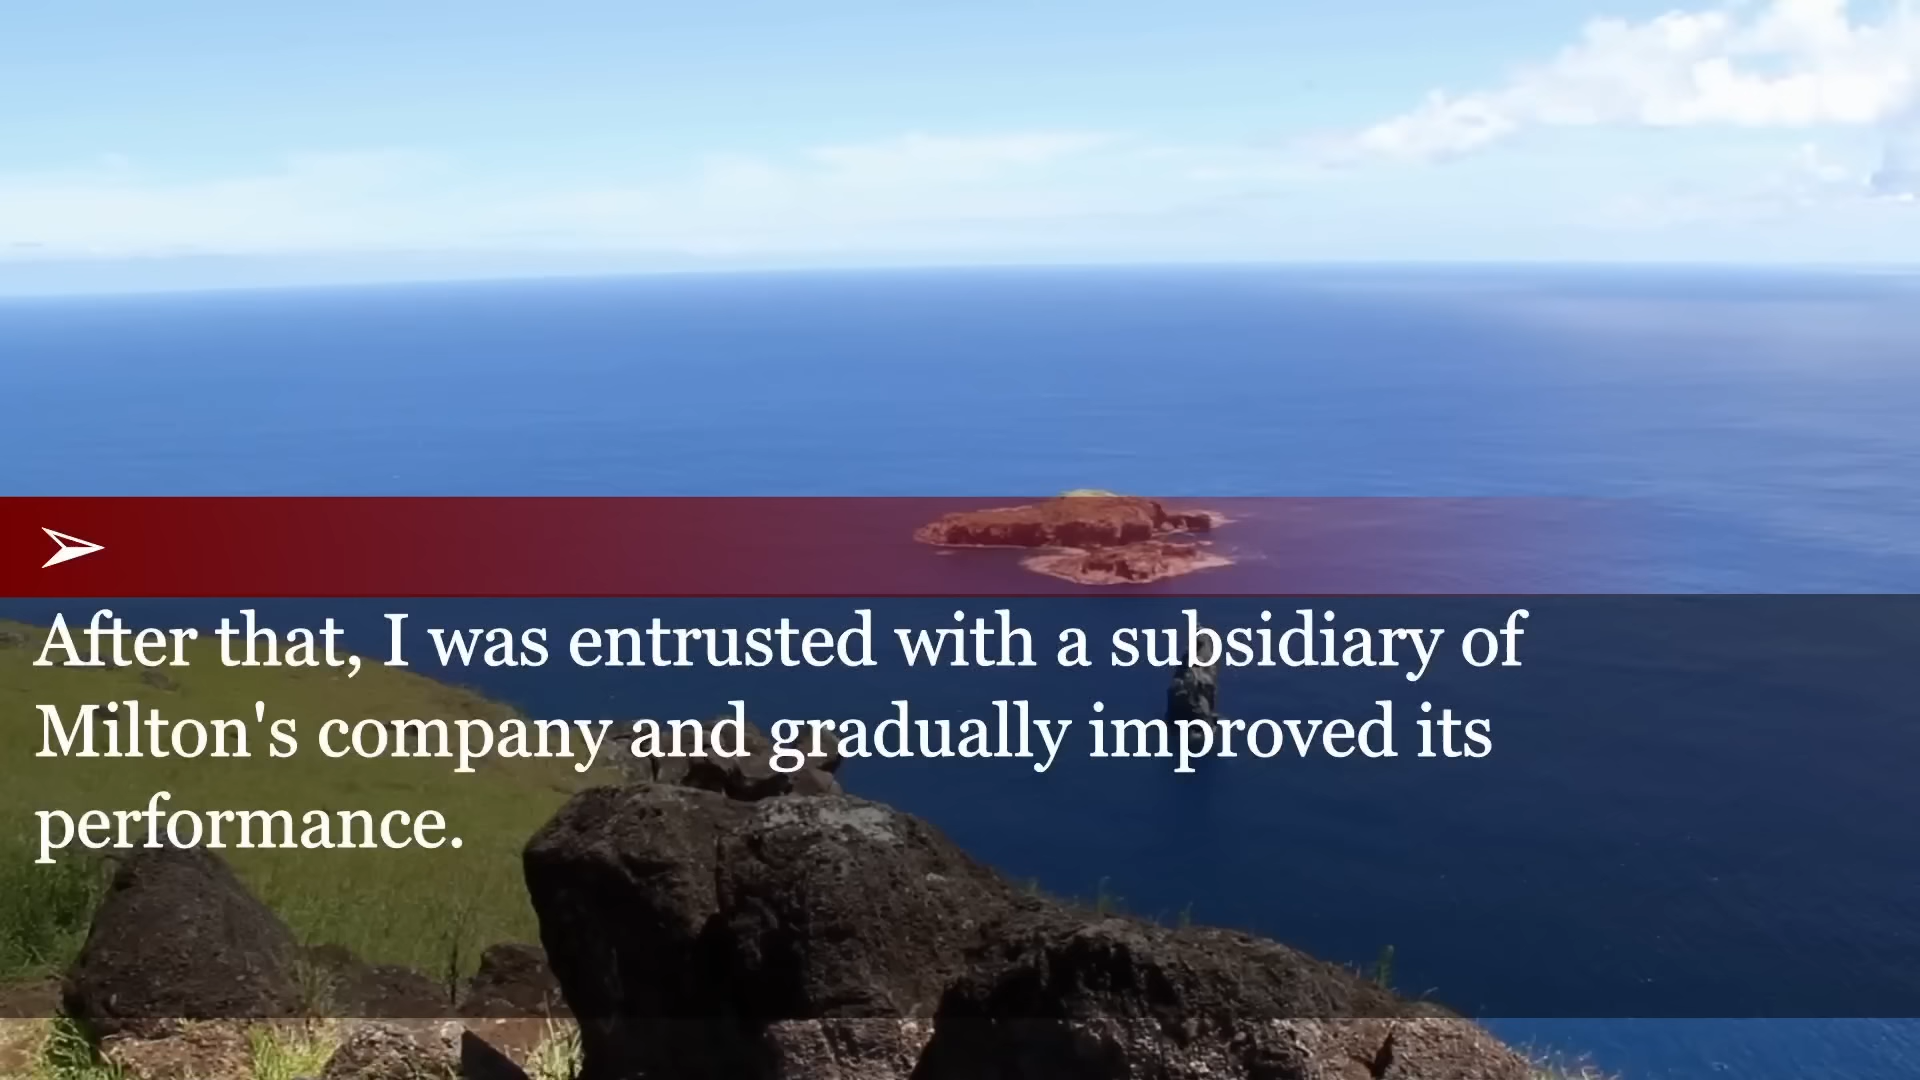 After that, I was entrusted with a subsidiary of
Milton's company and gradually improved its
performance.